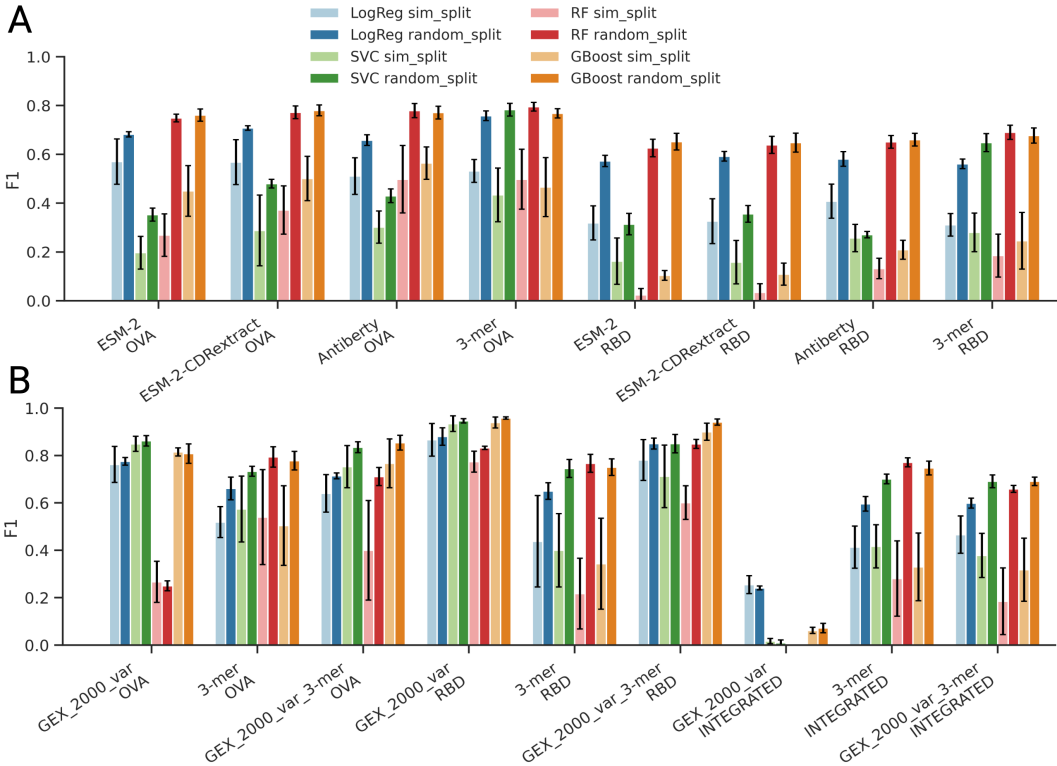 A
LogReg sim_split
LogReg random_split
SVC sim_split
SVC random_split
RF sim_split
RF random_split
GBoost sim_split
GBoost random_split
F1
1.0
0.8
0.6
0.4
0.2
0.0
ESM-2
OVA
ESM-2-CDRextract
OVA
Antiberty
OVA
3-mer
OVA
ESM-2
RBD
ESM-2-CDRextract
RBD
Antiberty
RBD
3-mer
RBD
B
F1
1.0
0.8
0.6
0.4
0.2
0.0
GEX_2000_var
OVA
3-mer
OVA
GEX_2000_var_3-mer
OVA
GEX_2000_var
RBD
3-mer
RBD
GEX_2000_var_3-mer
RBD
GEX_2000_var
INTEGRATED
3-mer
INTEGRATED
GEX_2000_var_3-mer
INTEGRATED